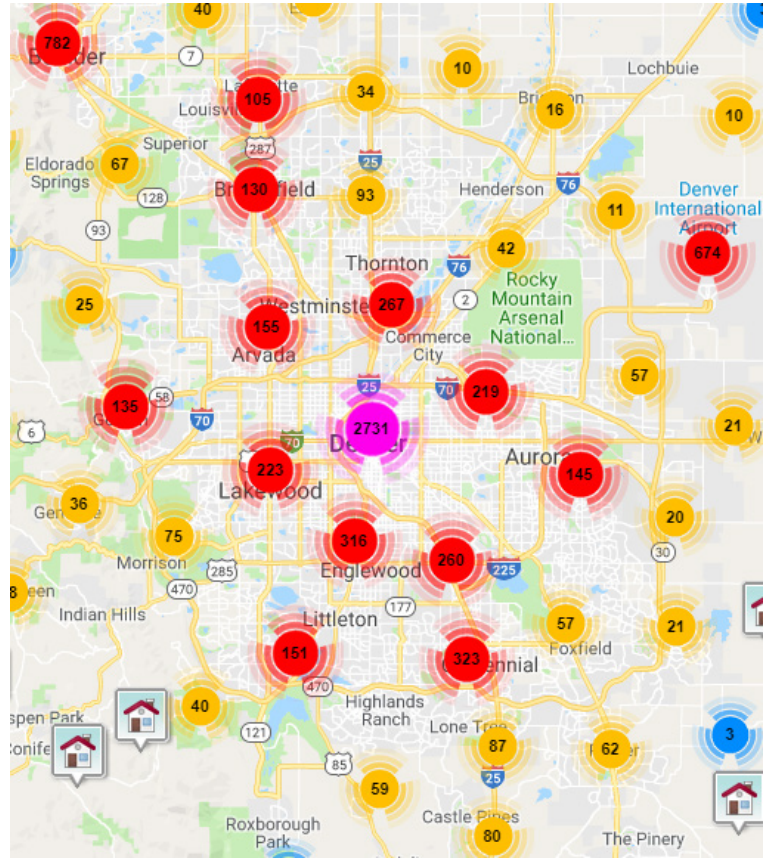 40
782
7
10
Lochbuie
34
105
16
10
Superior
287
25
67
Eldorado
Springs
128
130
93
Henderson
76
11
Denver
International
Airport
93
42
674
Thornton
76
Rocky
Mountain
Arsenal
National...
25
267
2
155
Arvada
Commerce
City
57
25
70
219
58
135
70
6
2731
70
21
Aurora
223
145
Lakewood
36
20
75
316
260
30
Morrison
285
Englewood
225
470
177
Indian Hills
Littleton
57
21
Foxfield
151
323
470
Highlands
Ranch
40
121
Lone Tree
3
87
62
85
25
59
Castle Pines
80
Roxborough
Park
The Pinery